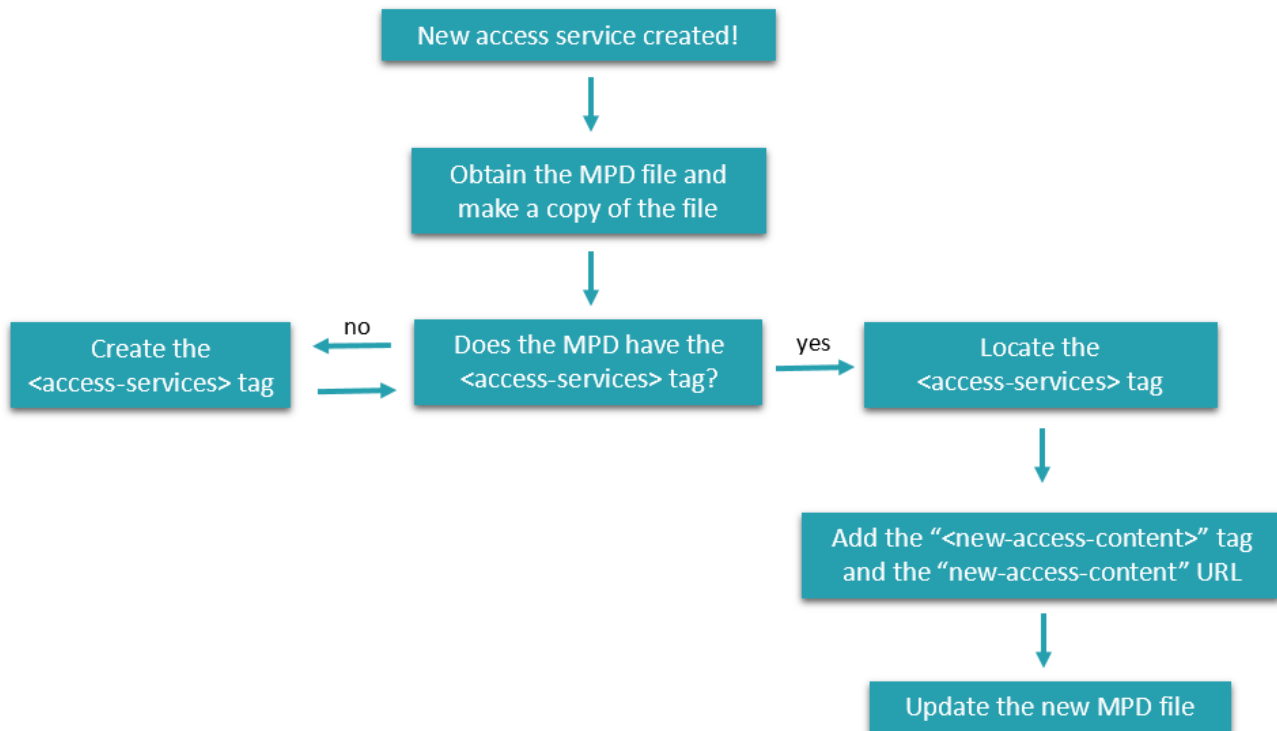 New access service created!
Obtain the MPD file and
make a copy of the file
no
Create the
<access-services> tag
Does the MPD have the
<access-services> tag?
yes
Locate the
<access-services> tag
Add the “<new-access-content>” tag
and the “new-access-content” URL
Update the new MPD file